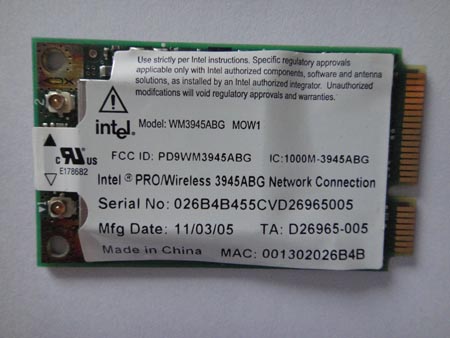 Use strictly per Intel instructions. Specific regulatory approvals
applicable only with Intel authorized components, software and antenna
solutions, as installed by an Intel authorized integrator. Unauthorized
modifcations will void regulatory approvals and warranties.
intel. Model: WM3945ABG MOW1
FCC ID: PD9WM3945ABG IC:1000M-3945ABG
Intel ® PRO/Wireless 3945ABG Network Connection
Serial No: 026B4B455CVD26965005
Mfg Date: 11/03/05 TA: D26965-005
Made in China MAC: 001302026B4B
2
c RU US
E178682